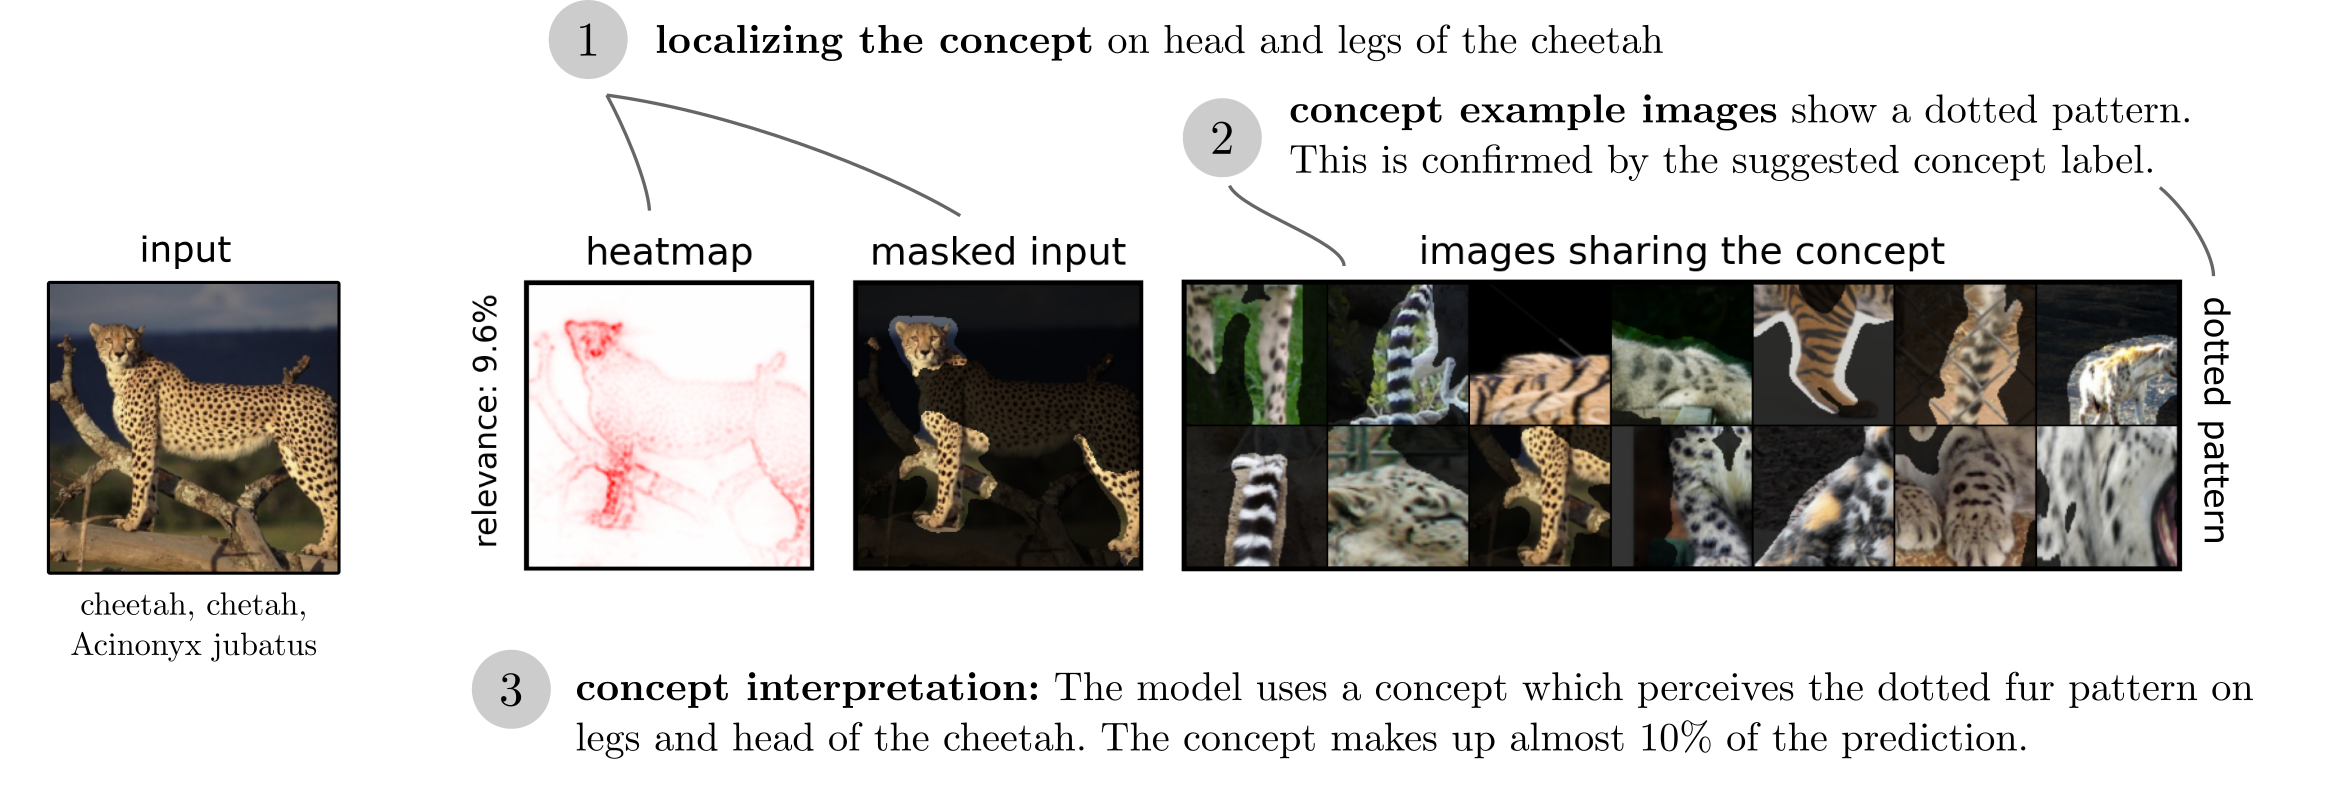 1
localizing the concept on head and legs of the cheetah
2
concept example images show a dotted pattern.
This is confirmed by the suggested concept label.
input
heatmap
masked input
images sharing the concept
relevance: 9.6%
dotted pattern
cheetah, chetah,
Acinonyx jubatus
3
concept interpretation: The model uses a concept which perceives the dotted fur pattern on
legs and head of the cheetah. The concept makes up almost 10% of the prediction.